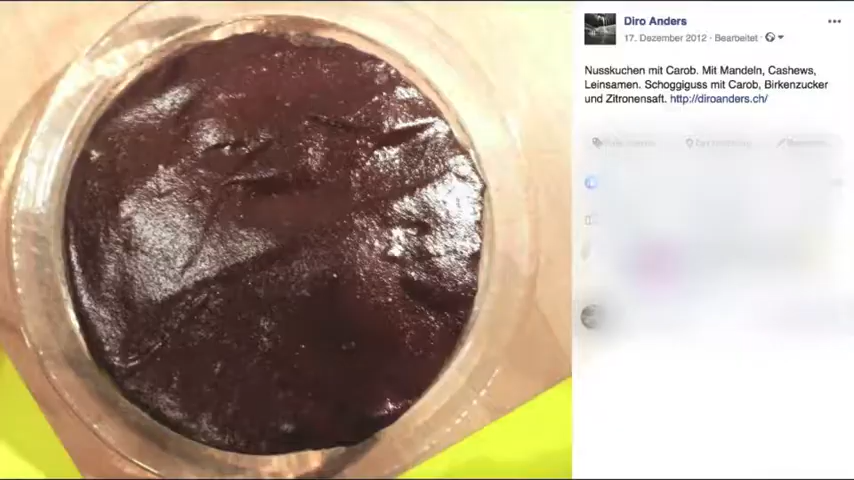 Diro Anders
17. Dezember 2012 · Bearbeitet ·
Nusskuchen mit Carob. Mit Mandeln, Cashews,
Leinsamen. Schoggiguss mit Carob, Birkenzucker
und Zitronensaft. http://diroanders.ch/